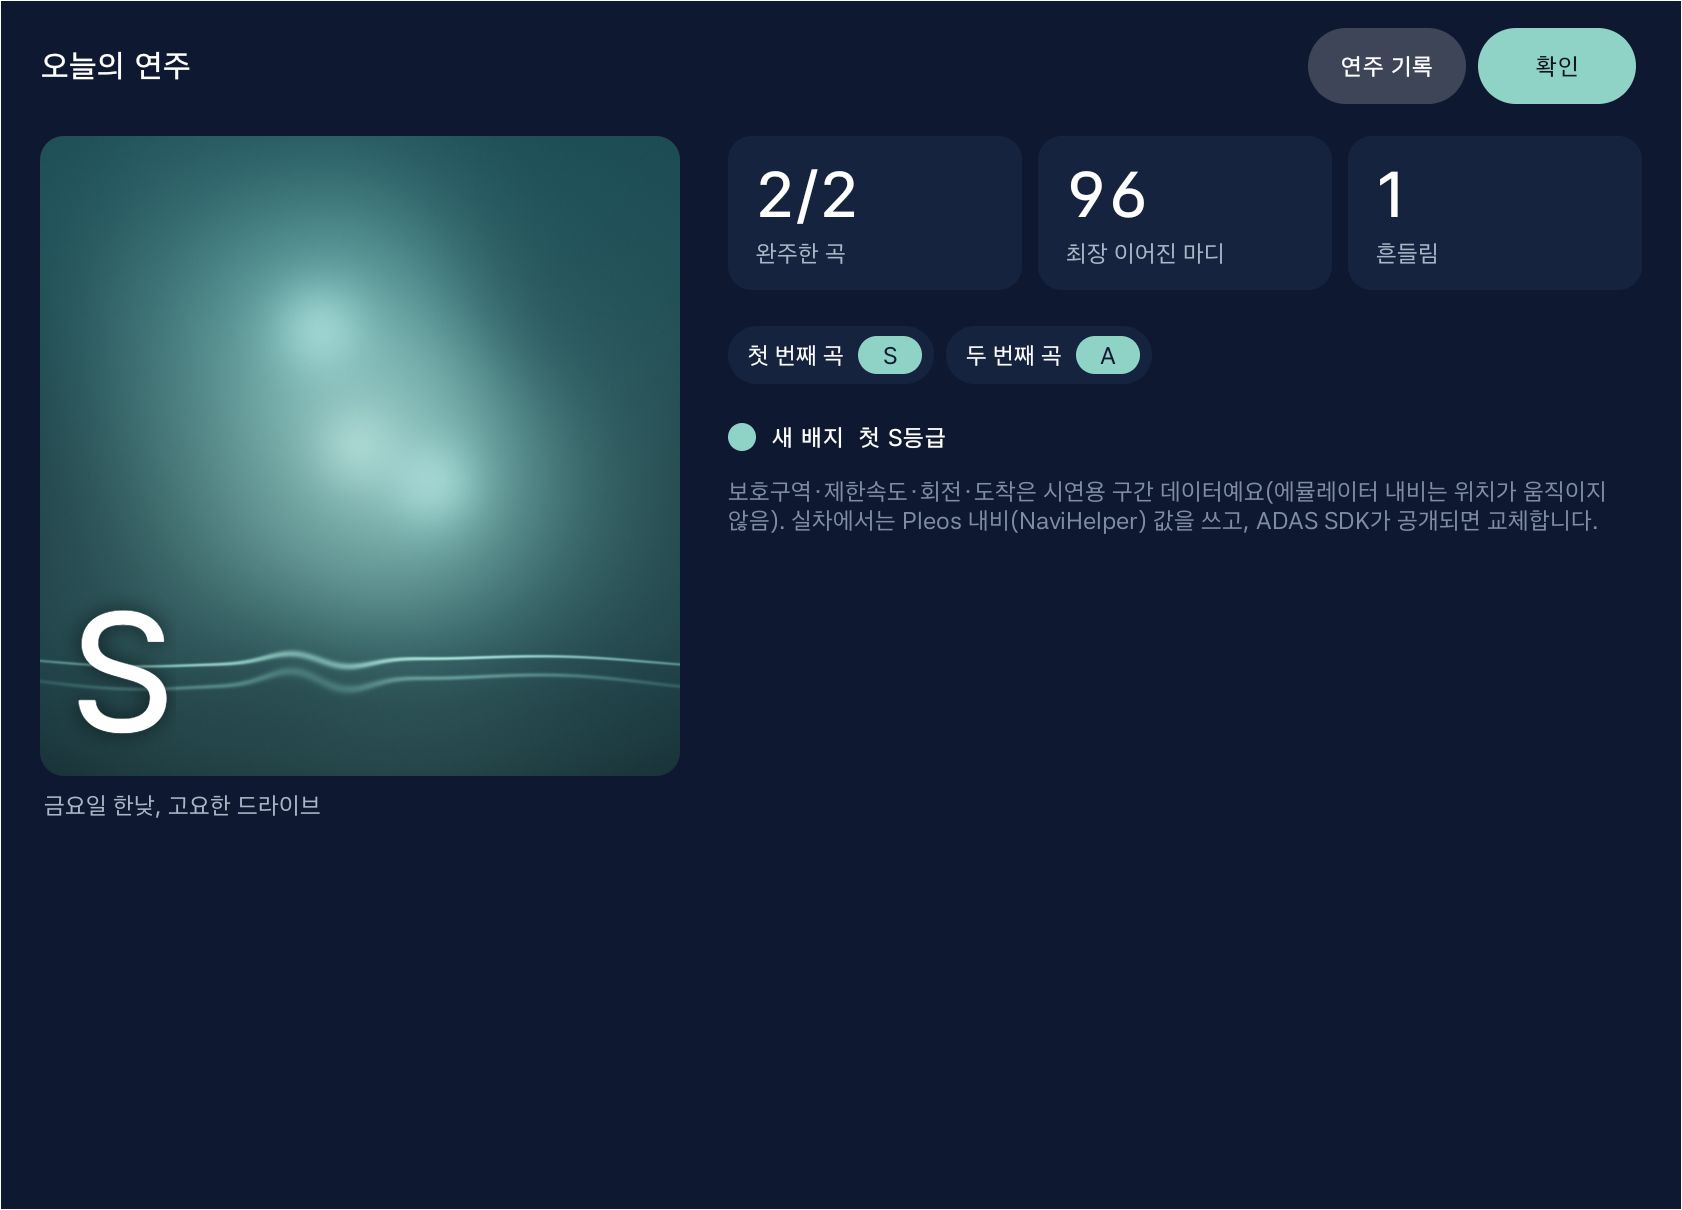 오늘의 연주
연주 기록
확인
2/2
완주한 곡
96
최장 이어진 마디
1
흔들림
첫 번째 곡 S
두 번째 곡 A
새 배지 첫 S등급
보호구역·제한속도·회전·도착은 시연용 구간 데이터예요(에뮬레이터 내비는 위치가 움직이지
않음). 실차에서는 Pleos 내비(NaviHelper) 값을 쓰고, ADAS SDK가 공개되면 교체합니다.
S
금요일 한낮, 고요한 드라이브